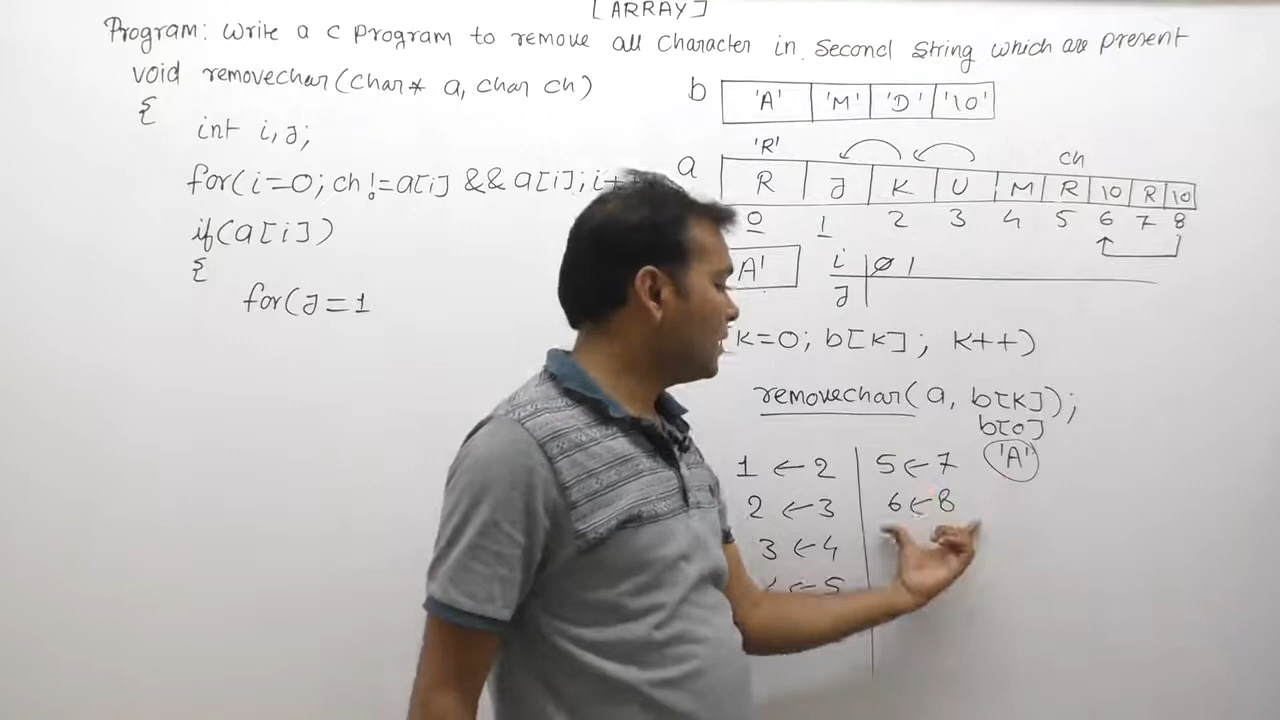 [ARRAY]
Program: Write a c program to remove all character in second string which are present
void removechar(char* a, char ch)
{
int i,j;
for(i=0; ch!=a[i] && a[i]; i+
if(a[i])
{
for(j=1
b 'A' 'M' 'D' '\0'
'R' ch
a R J K U M R \0 R \0
0 1 2 3 4 5 6 7 8
A' i 0 1
j
k=0; b[k]; k++)
removechar(a, b[k]);
b[0]
'A'
1 ← 2 5 ← 7
2 ← 3 6 ← 8
3 ← 4
← 5